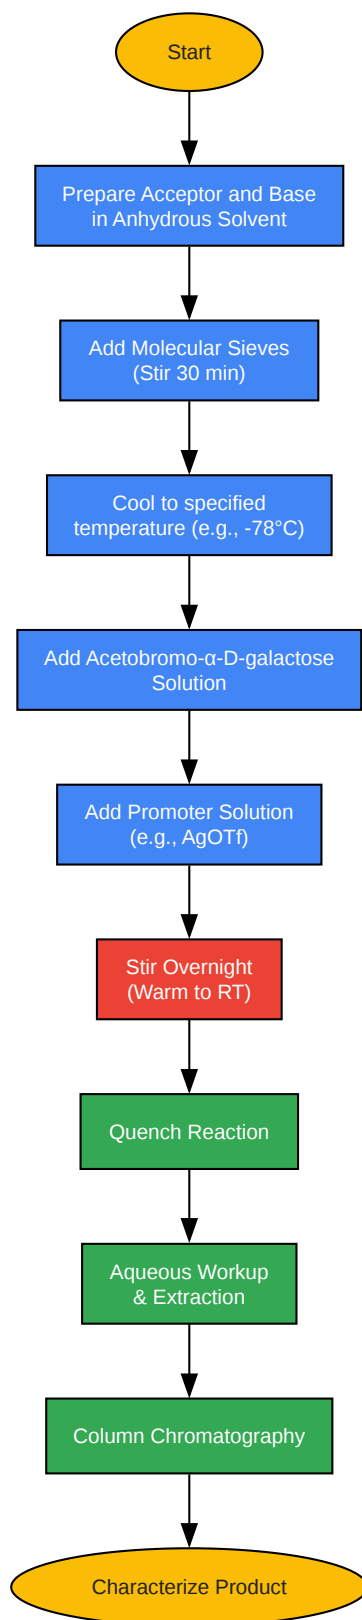 Start
Prepare Acceptor and Base
in Anhydrous Solvent
Add Molecular Sieves
(Stir 30 min)
Cool to specified
temperature (e.g., -78°C)
Add Acetobromo-α-D-galactose
Solution
Add Promoter Solution
(e.g., AgOTf)
Stir Overnight
(Warm to RT)
Quench Reaction
Aqueous Workup
& Extraction
Column Chromatography
Characterize Product